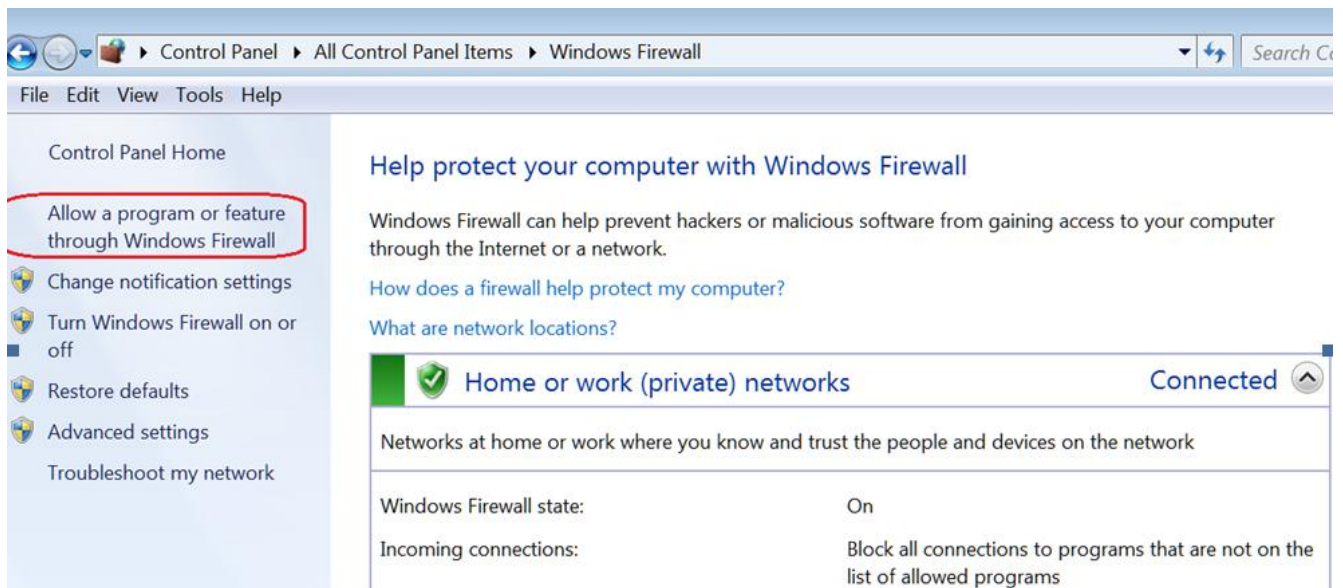 Control Panel All Control Panel Items Windows Firewall
File Edit View Tools Help
Control Panel Home
Allow a program or feature
through Windows Firewall
Change notification settings
Turn Windows Firewall on or
off
Restore defaults
Advanced settings
Troubleshoot my network
Help protect your computer with Windows Firewall
Windows Firewall can help prevent hackers or malicious software from gaining access to your computer
through the Internet or a network.
How does a firewall help protect my computer?
What are network locations?
Home or work (private) networks Connected
Networks at home or work where you know and trust the people and devices on the network
Windows Firewall state: On
Incoming connections: Block all connections to programs that are not on the
list of allowed programs